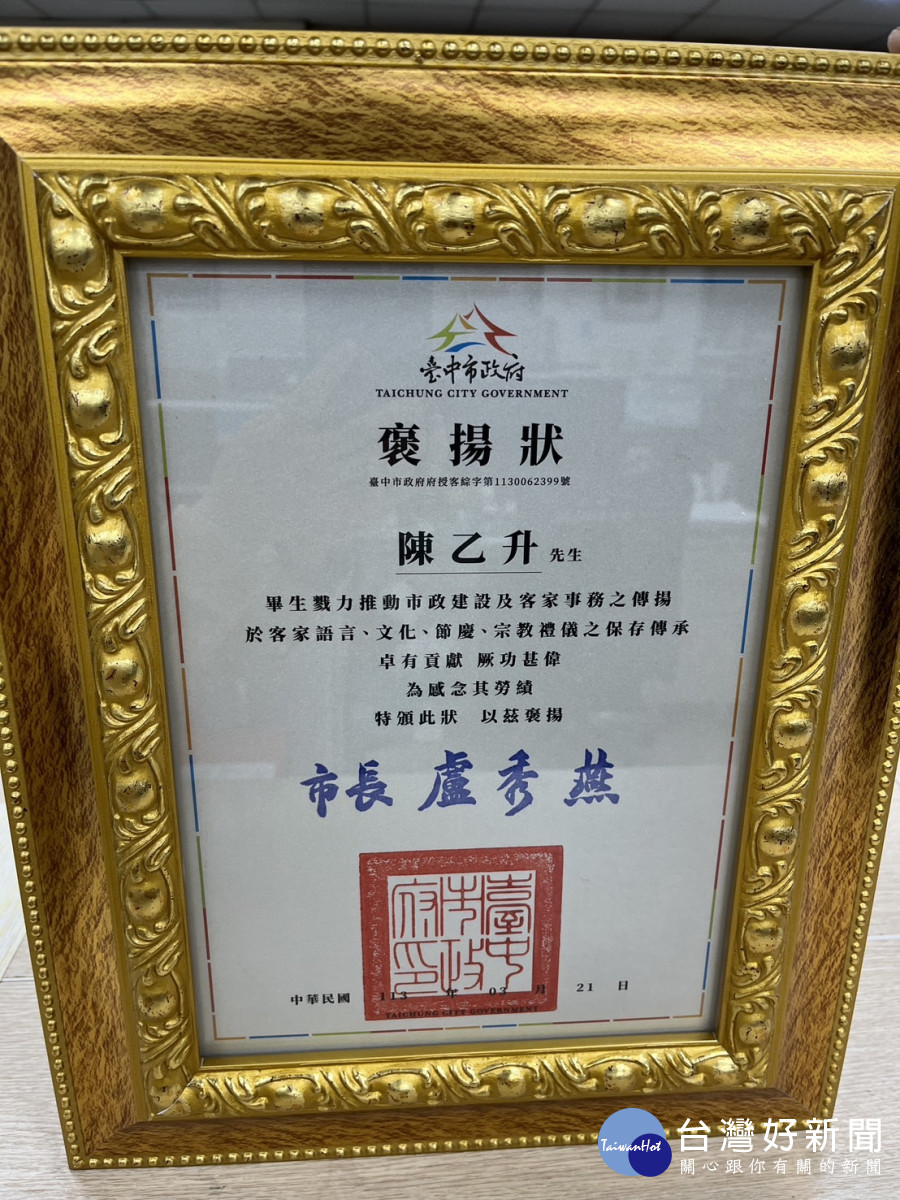 臺中市政府
TAICHUNG CITY GOVERNMENT
褒揚狀
臺中市政府府授客綜字第1130062399號
陳乙升 先生
畢生戮力推動市政建設及客家事務之傳揚
於客家語言、文化、節慶、宗教禮儀之保存傳承
卓有貢獻 厥功甚偉
為感念其勞績
特頒此狀 以茲褒揚
市長 盧秀燕
臺中市政府印
中華民國 113 年 03 月 21 日
TAICHUNG CITY GOVERNMENT
TaiwanHot
台灣好新聞
關心跟你有關的新聞